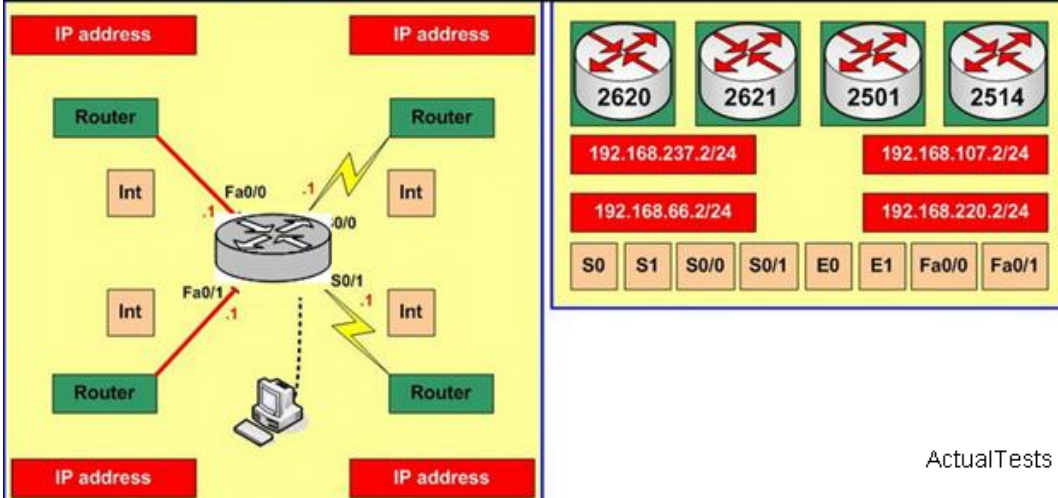 IP address
IP address
Router
Router
Int
Int
Fa0/0
.1
.1
0/0
Fa0/1
S0/1
.1
.1
Int
Int
Router
Router
IP address
IP address
2620
2621
2501
2514
192.168.237.2/24
192.168.107.2/24
192.168.66.2/24
192.168.220.2/24
S0
S1
S0/0
S0/1
E0
E1
Fa0/0
Fa0/1
ActualTests